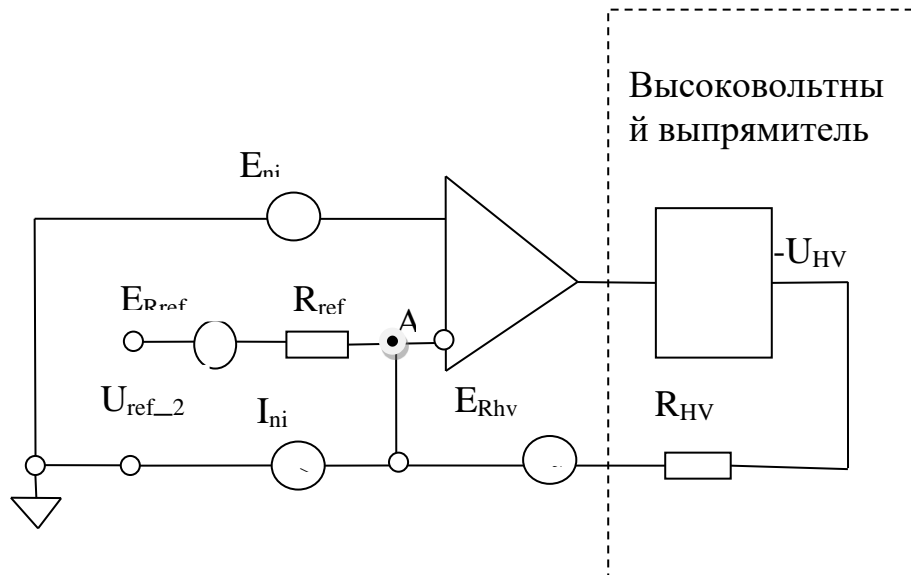 Высоковольтны
й выпрямитель
E_ni
-U_HV
E_Rref
R_ref
A
U_ref_2
I_ni
E_Rhv
R_HV